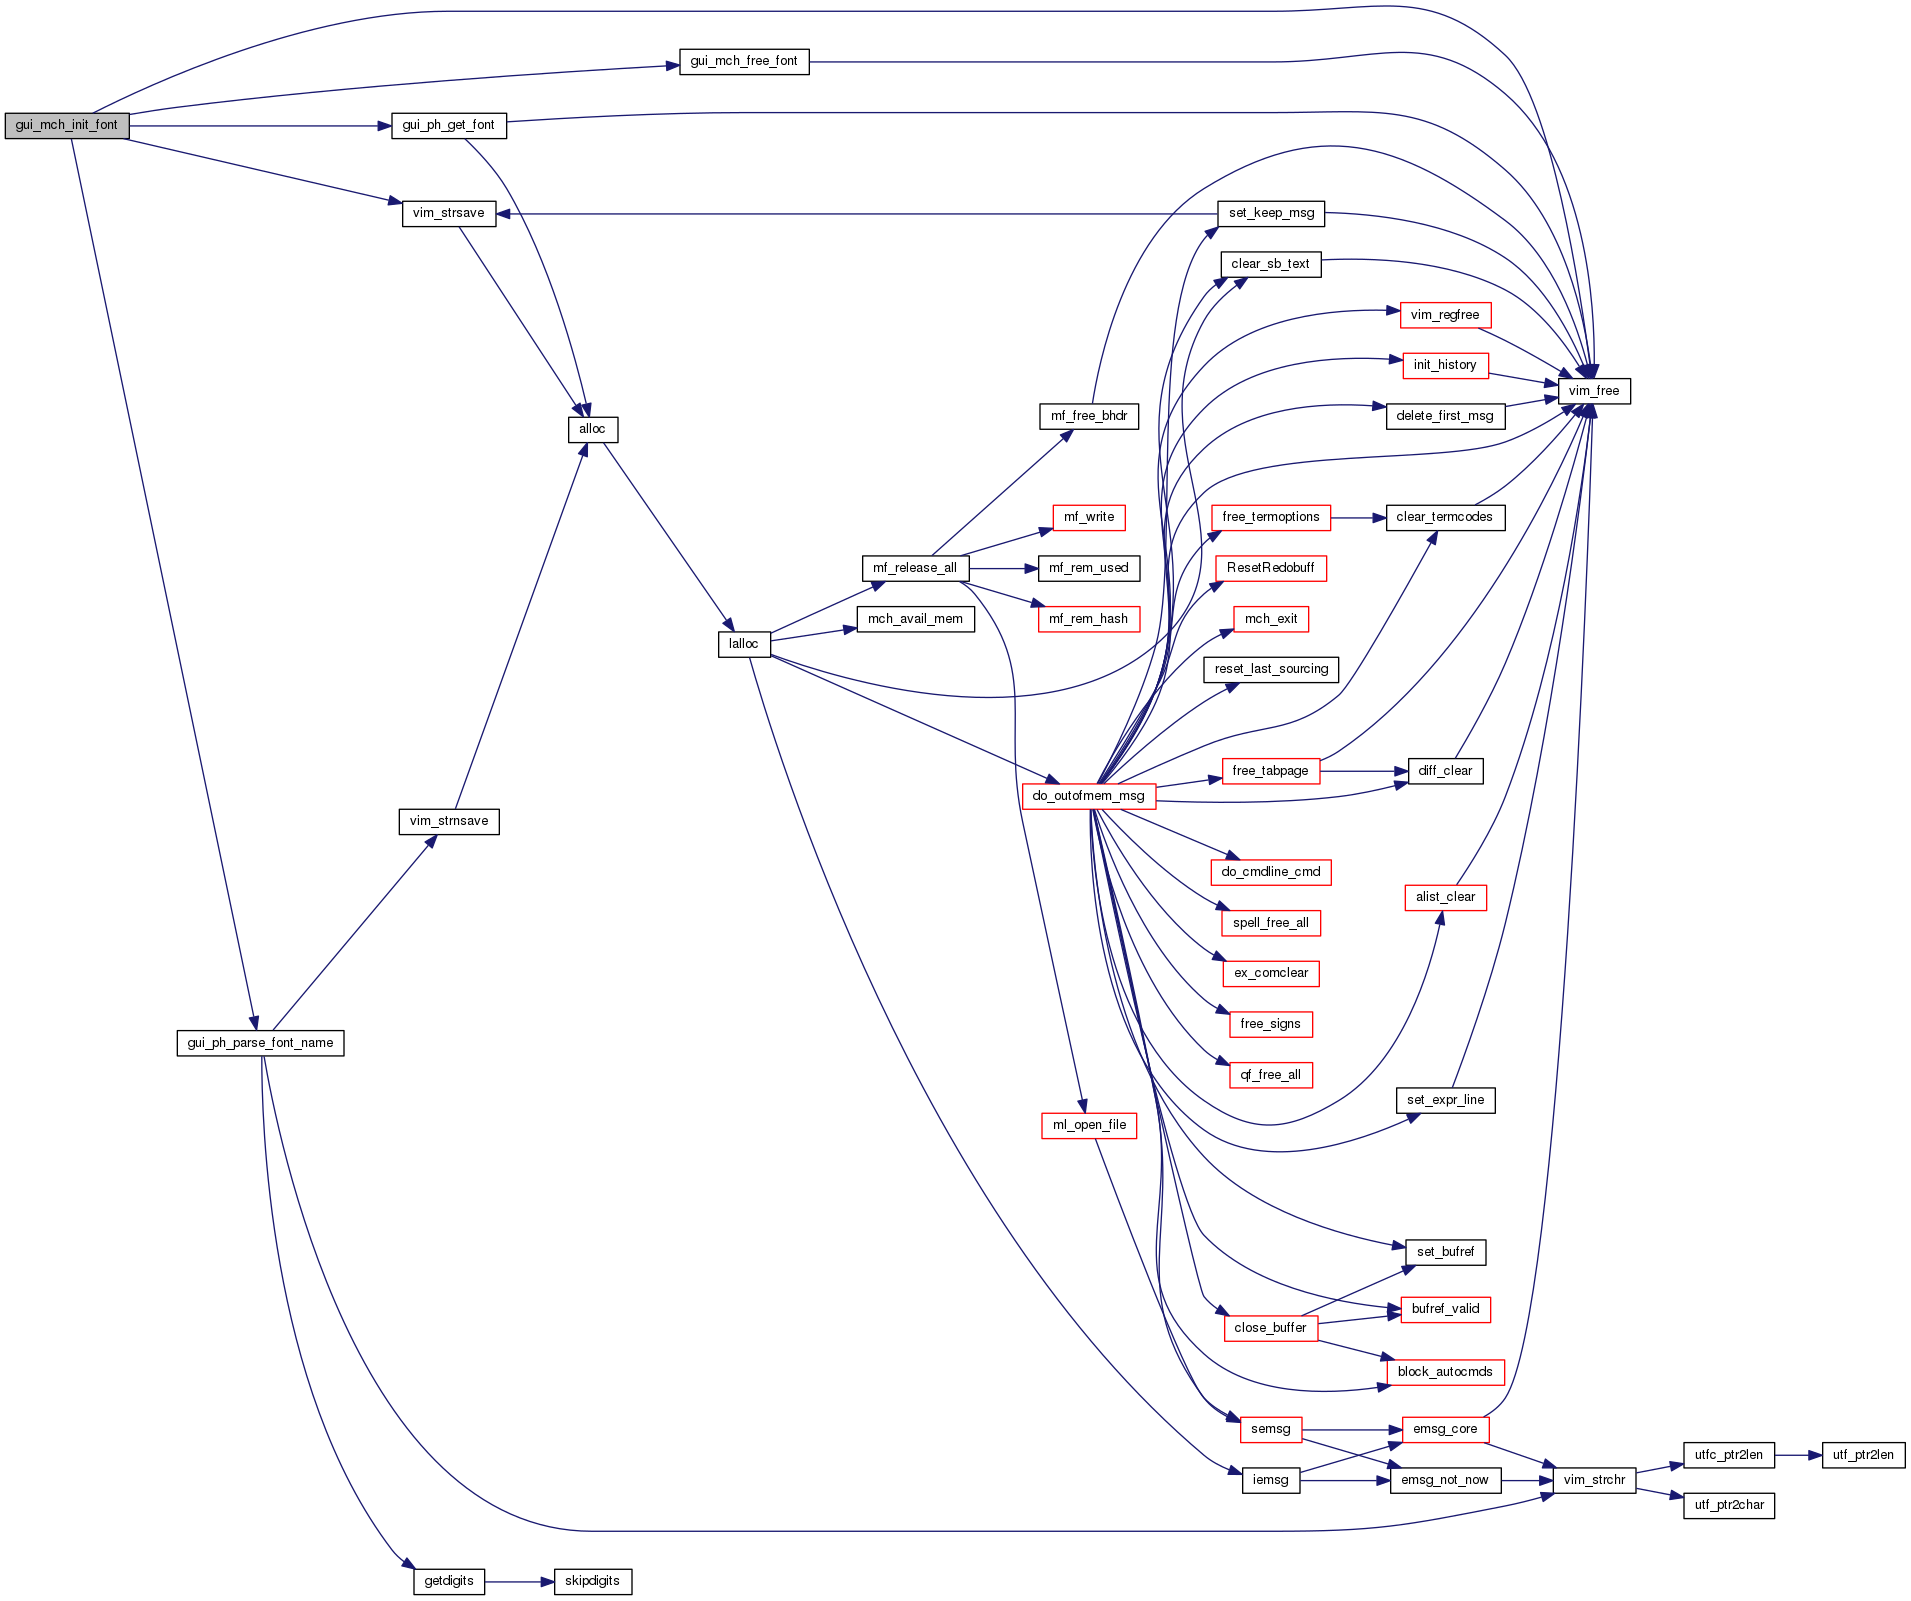 gui_mch_free_font
gui_mch_init_font
gui_ph_get_font
vim_strsave
set_keep_msg
clear_sb_text
vim_regfree
init_history
vim_free
mf_free_bhdr
delete_first_msg
alloc
mf_write
free_termoptions
clear_termcodes
mf_release_all
mf_rem_used
ResetRedobuff
mch_avail_mem
mf_rem_hash
mch_exit
lalloc
reset_last_sourcing
free_tabpage
diff_clear
do_outofmem_msg
vim_strnsave
do_cmdline_cmd
alist_clear
spell_free_all
ex_comclear
free_signs
gui_ph_parse_font_name
qf_free_all
set_expr_line
ml_open_file
set_bufref
bufref_valid
close_buffer
block_autocmds
semsg
emsg_core
utfc_ptr2len
utf_ptr2len
iemsg
emsg_not_now
vim_strchr
utf_ptr2char
getdigits
skipdigits